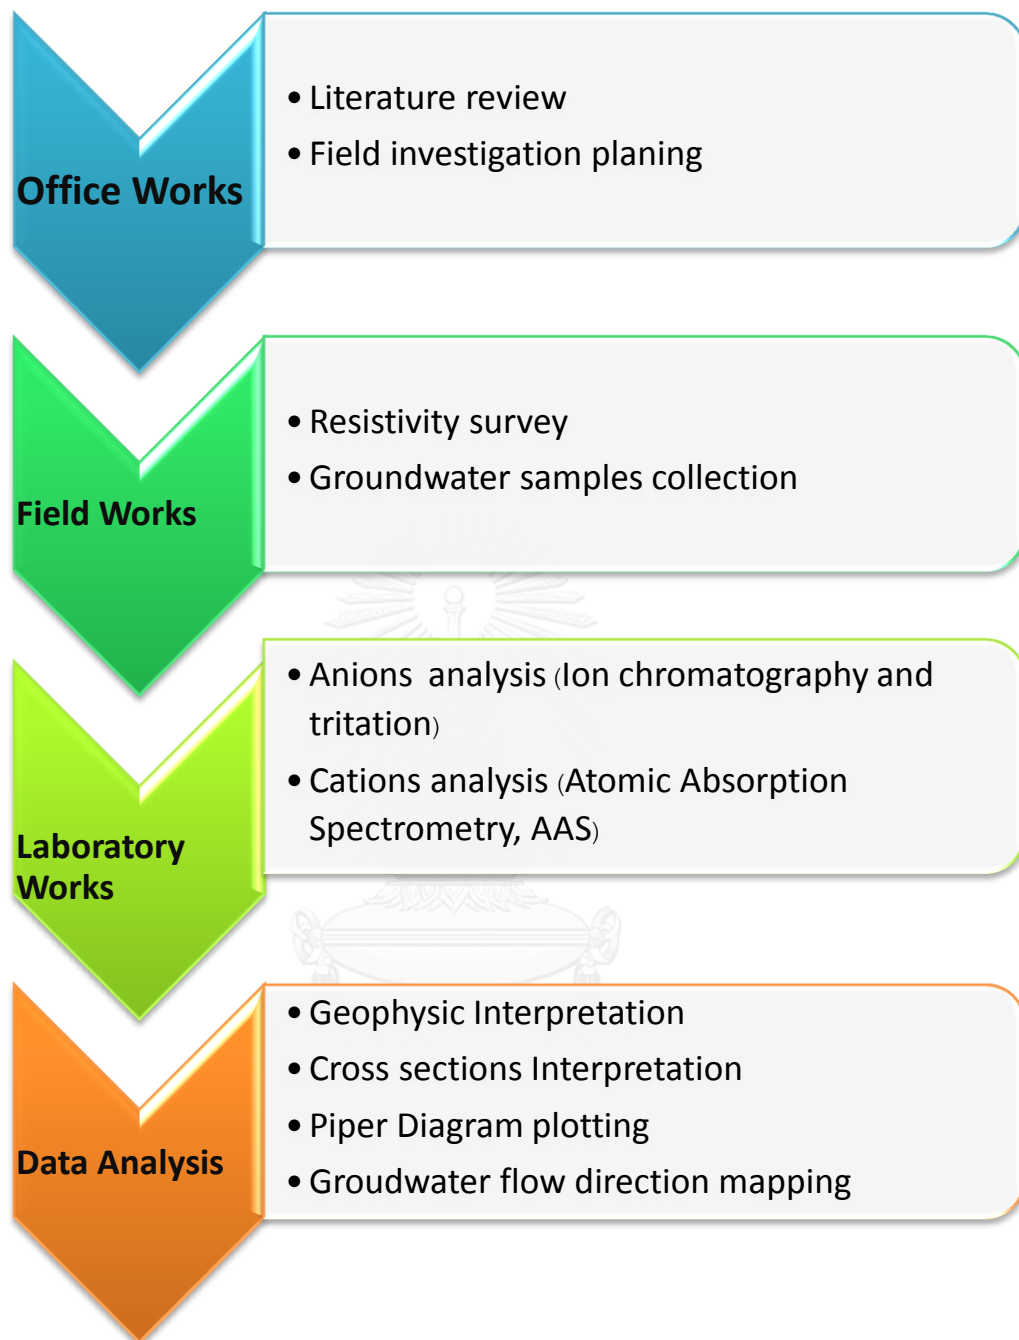 Office Works
• Literature review
• Field investigation planing
Field Works
• Resistivity survey
• Groundwater samples collection
Laboratory
Works
• Anions analysis (Ion chromatography and
tritation)
• Cations analysis (Atomic Absorption
Spectrometry, AAS)
Data Analysis
• Geophysic Interpretation
• Cross sections Interpretation
• Piper Diagram plotting
• Groudwater flow direction mapping